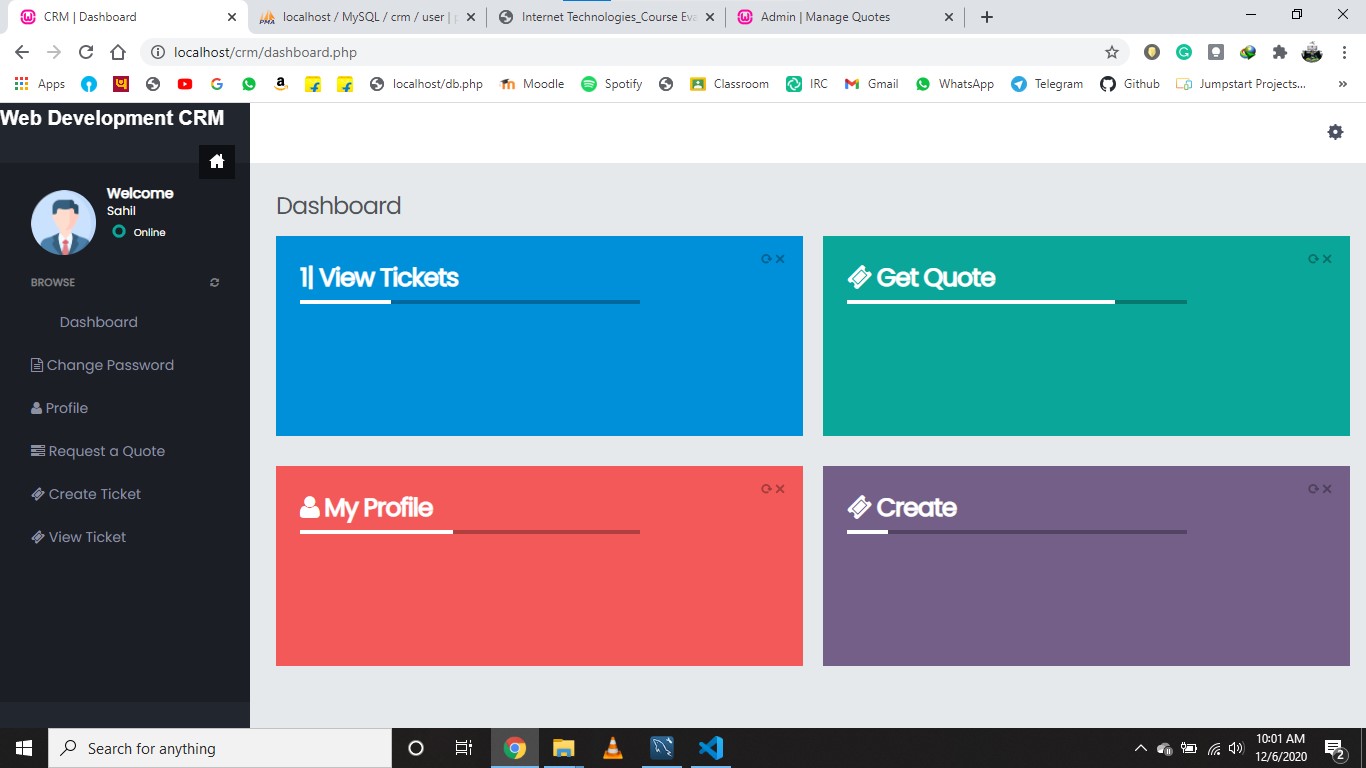 CRM | Dashboard
localhost / MySQL / crm / user | p
Internet Technologies_Course Eva
Admin | Manage Quotes
localhost/crm/dashboard.php
Apps
localhost/db.php
Moodle
Spotify
Classroom
IRC
Gmail
WhatsApp
Telegram
Github
Jumpstart Projects...
Web Development CRM
Welcome
Sahil
Online
BROWSE
Dashboard
Change Password
Profile
Request a Quote
Create Ticket
View Ticket
Dashboard
1| View Tickets
Get Quote
My Profile
Create
Search for anything
10:01 AM
12/6/2020
2